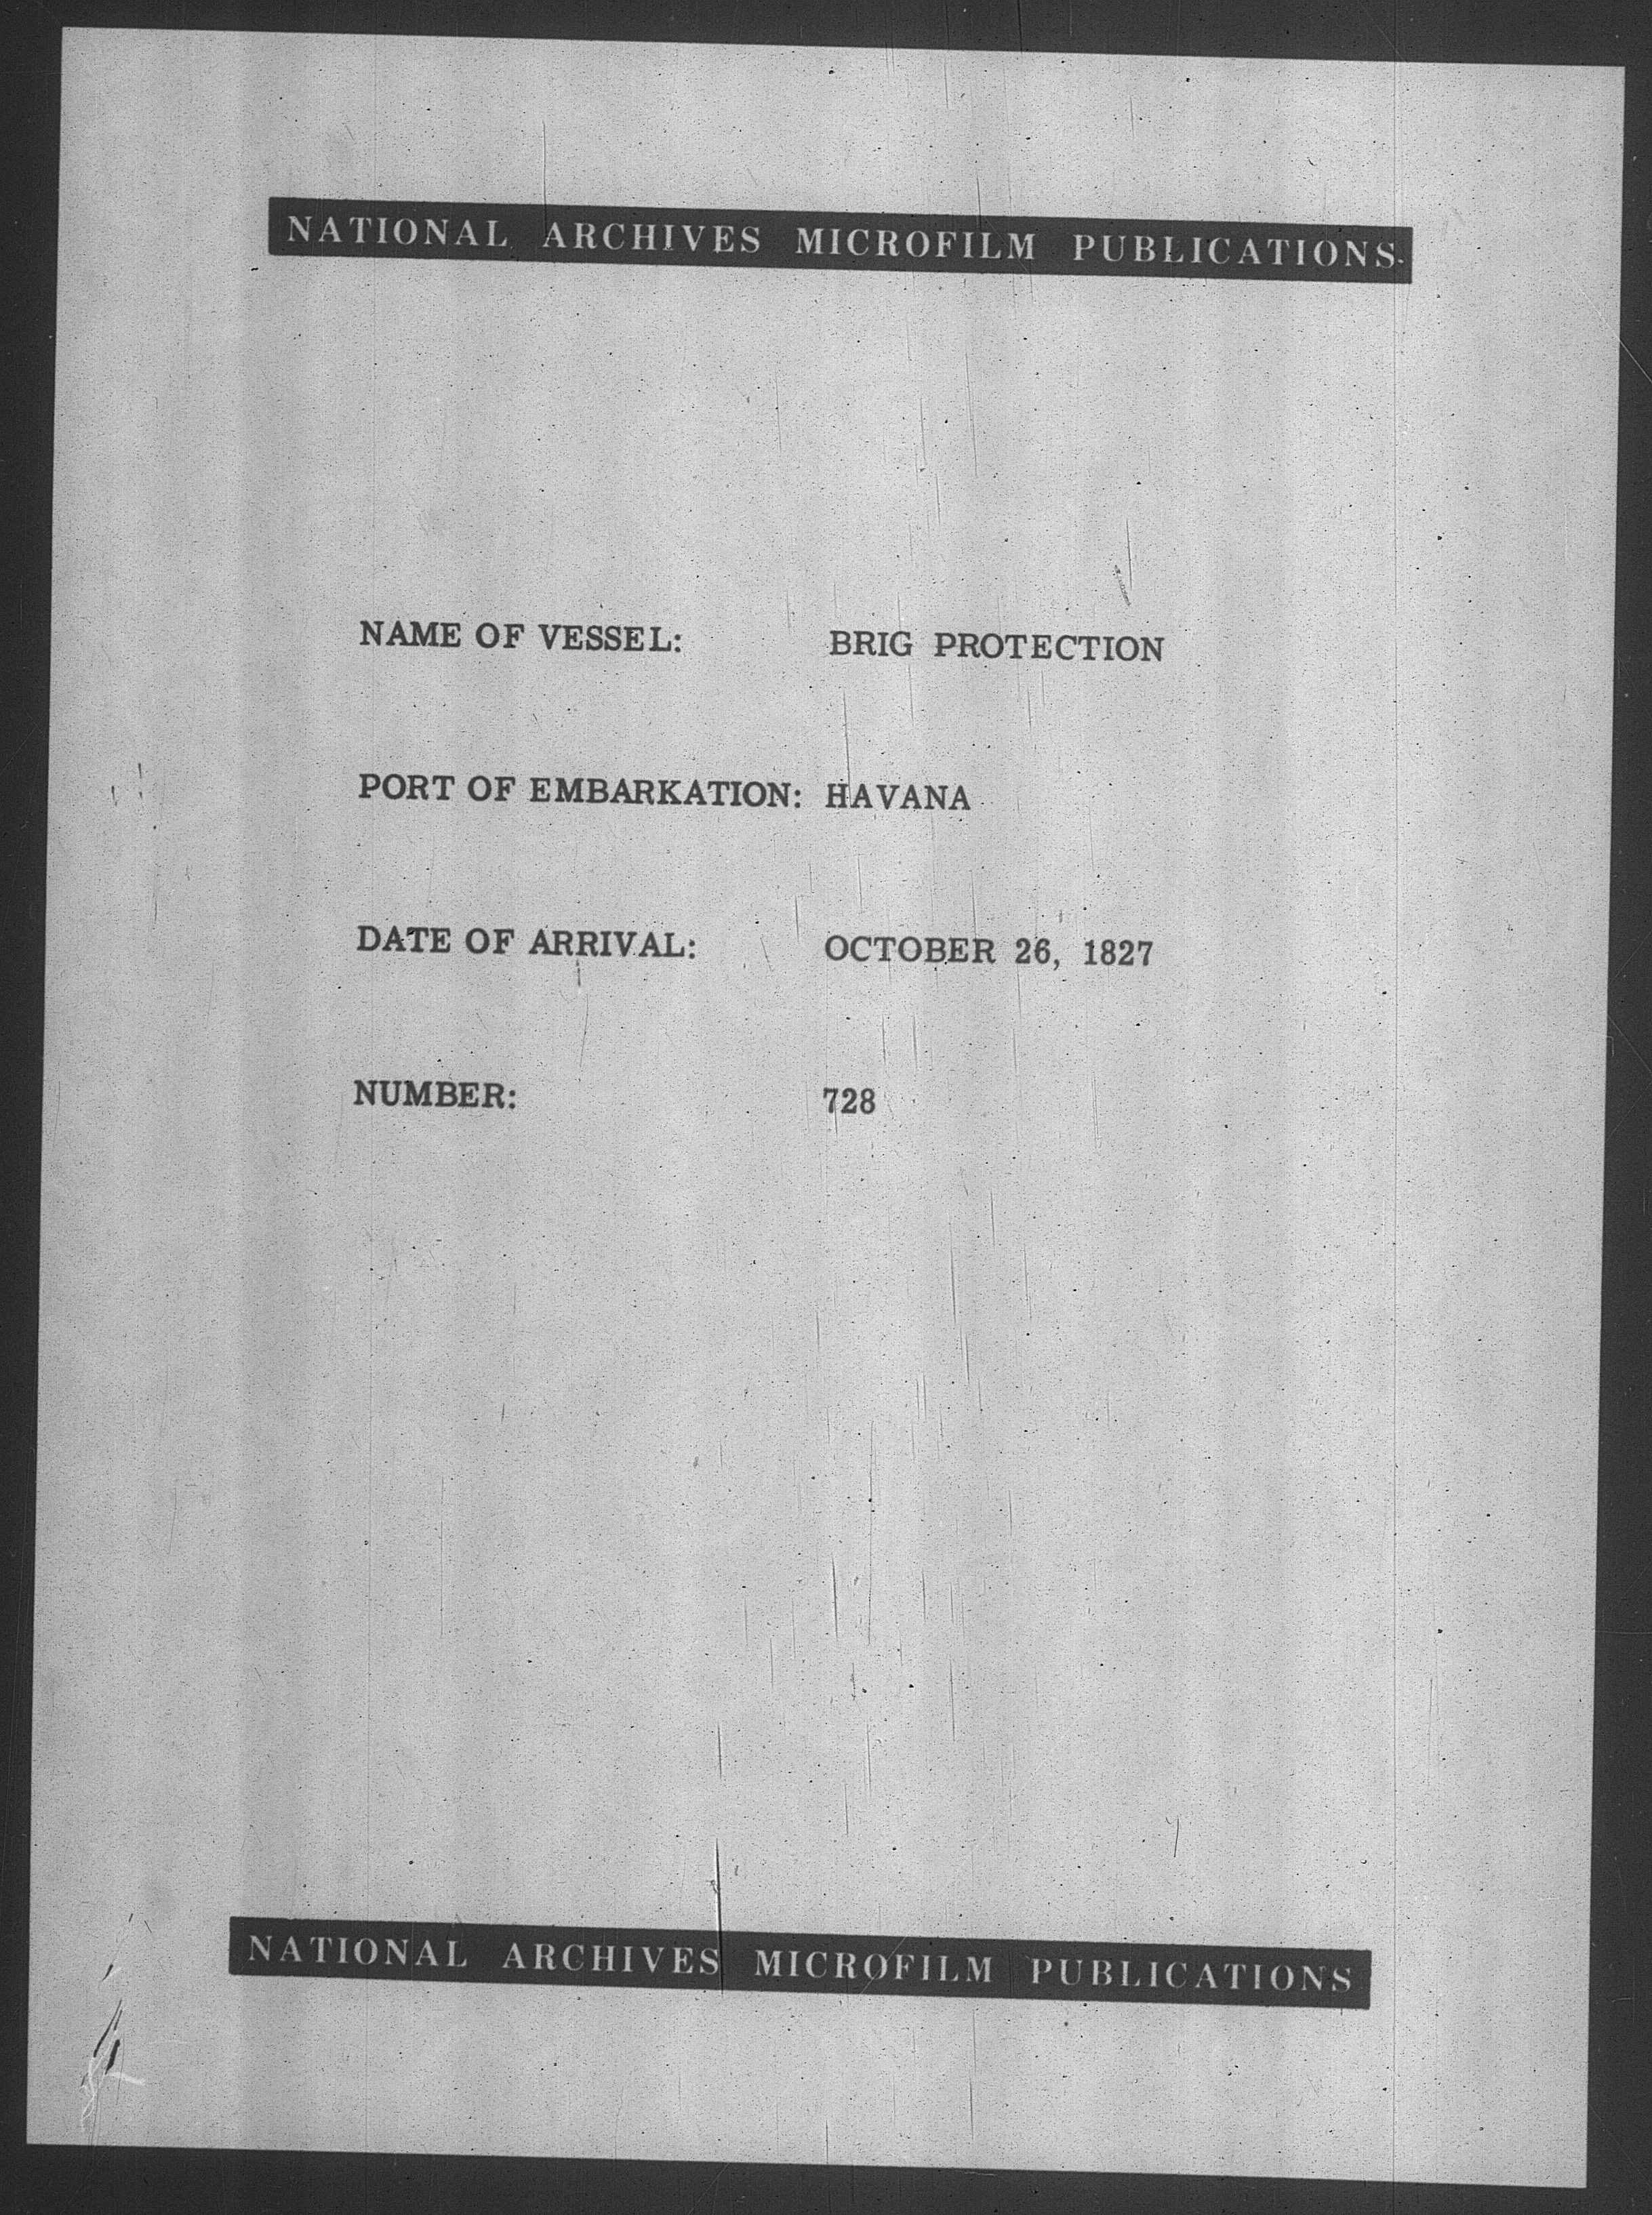 NATIONAL ARCHIVES MICROFILM PUBLICATIONS
NAME OF VESSEL: BRIG PROTECTION
PORT OF EMBARKATION: HAVANA
DATE OF ARRIVAL: OCTOBER 26, 1827
NUMBER: 728
NATIONAL ARCHIVES MICROFILM PUBLICATIONS